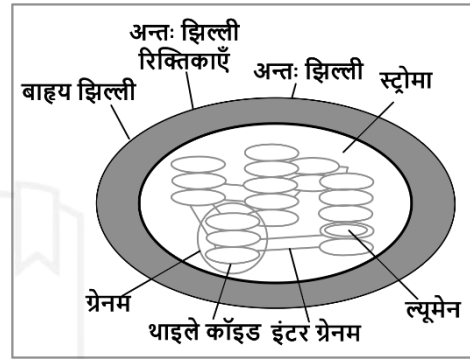 अन्तः झिल्ली
रिक्तिकाएँ
अन्तः झिल्ली
स्ट्रोमा
बाहृय झिल्ली
ग्रेनम
थाइले कॉइड
इंटर ग्रेनम
ल्यूमेन